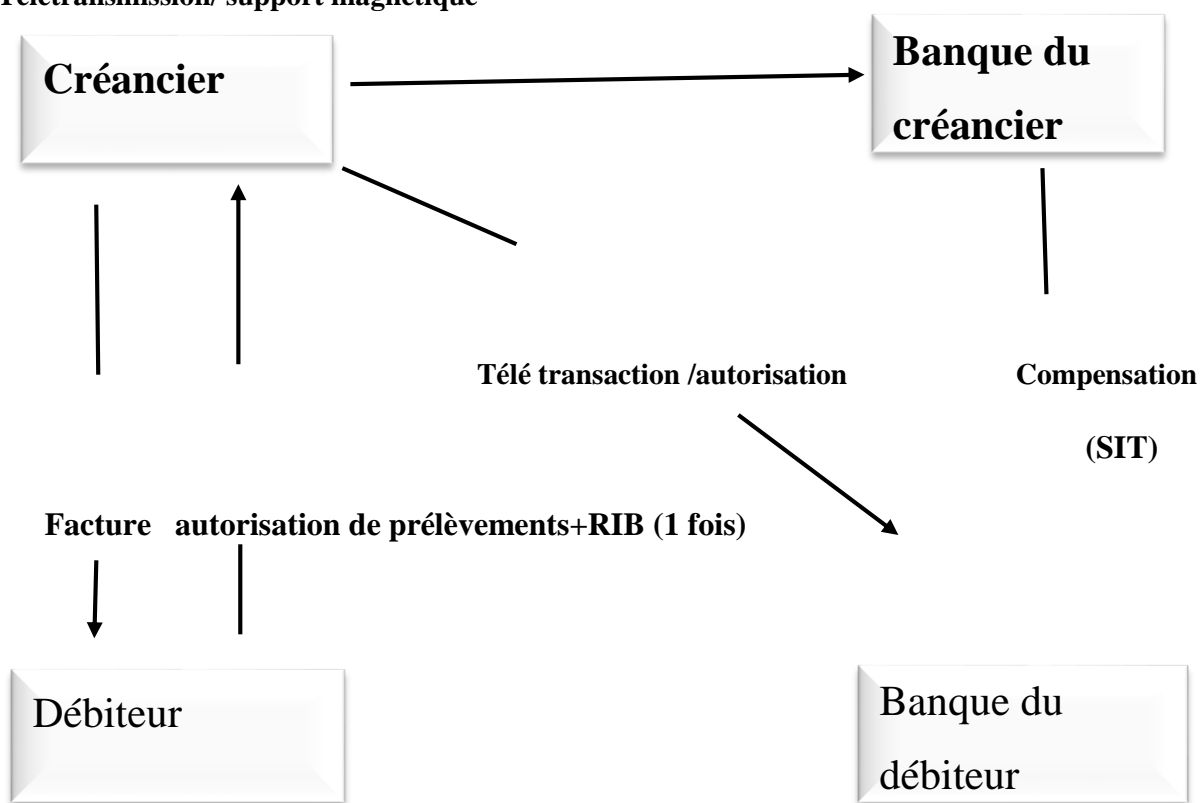 Télétransmission/ support magnétique
Créancier
Banque du
créancier
Télé transaction /autorisation
Compensation
(SIT)
Facture autorisation de prélèvements+RIB (1 fois)
Débiteur
Banque du
débiteur